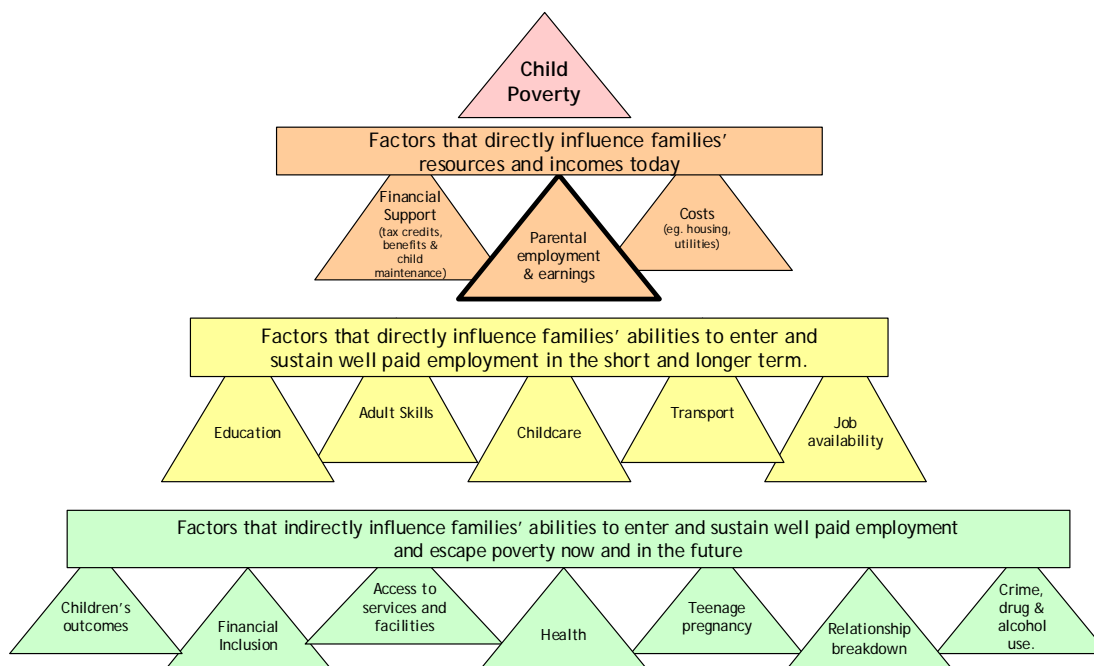 Child
Poverty
Factors that directly influence families’
resources and incomes today
Financial
Support
(tax credits,
benefits &
child
maintenance)
Parental
employment
& earnings
Costs
(eg. housing,
utilities)
Factors that directly influence families’ abilities to enter and
sustain well paid employment in the short and longer term.
Education
Adult Skills
Childcare
Transport
Job
availability
Factors that indirectly influence families’ abilities to enter and sustain well paid employment
and escape poverty now and in the future
Children’s
outcomes
Financial
Inclusion
Access to
services and
facilities
Health
Teenage
pregnancy
Relationship
breakdown
Crime,
drug &
alcohol
use.